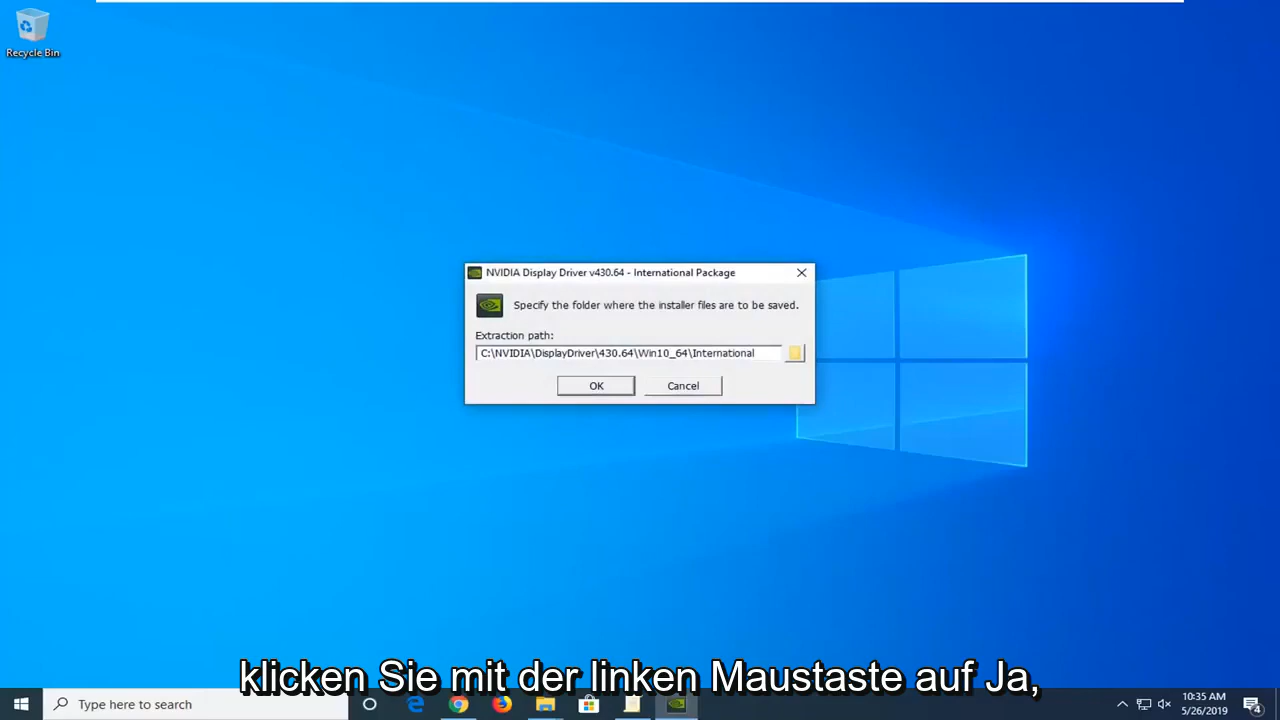 Recycle Bin
NVIDIA Display Driver v430.64 - International Package
Specify the folder where the installer files are to be saved.
Extraction path:
C:\NVIDIA\DisplayDriver\430.64\Win10_64\International
OK
Cancel
klicken Sie mit der linken Maustaste auf Ja,
Type here to search
10:35 AM
5/26/2019
4